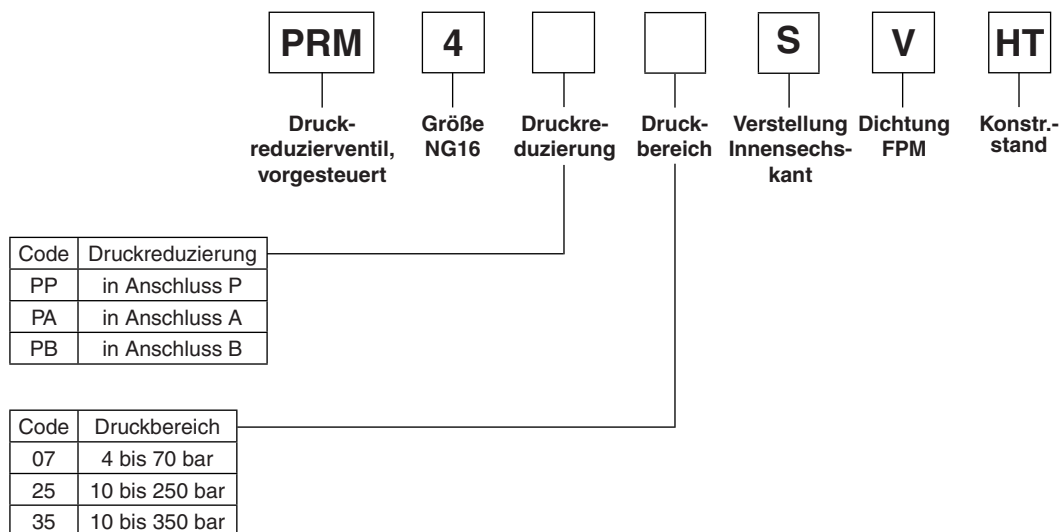 PRM 4 S V HT
Druck-
reduzierventil,
vorgesteuert
Größe
NG16
Druckre-
duzierung
Druck-
bereich
Verstellung
Innensechs-
kant
Dichtung
FPM
Konstr.-
stand
Code Druckreduzierung
PP in Anschluss P
PA in Anschluss A
PB in Anschluss B
Code Druckbereich
07 4 bis 70 bar
25 10 bis 250 bar
35 10 bis 350 bar